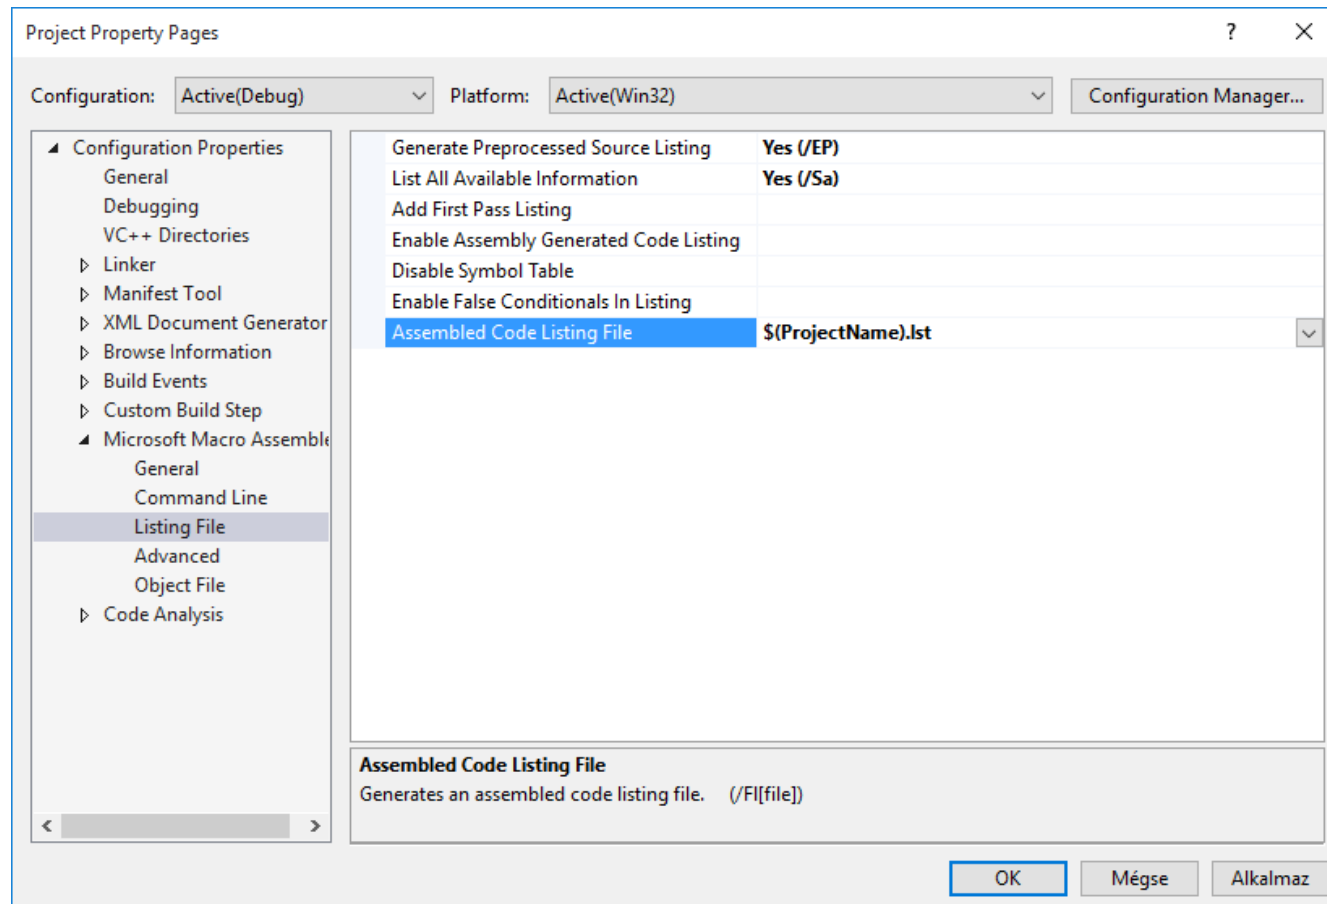 Project Property Pages
?
Configuration: Active(Debug) Platform: Active(Win32) Configuration Manager...
Configuration Properties
General
Debugging
VC++ Directories
Linker
Manifest Tool
XML Document Generator
Browse Information
Build Events
Custom Build Step
Microsoft Macro Assemble
General
Command Line
Listing File
Advanced
Object File
Code Analysis
Generate Preprocessed Source Listing Yes (/EP)
List All Available Information Yes (/Sa)
Add First Pass Listing
Enable Assembly Generated Code Listing
Disable Symbol Table
Enable False Conditionals In Listing
Assembled Code Listing File $(ProjectName).lst
Assembled Code Listing File
Generates an assembled code listing file. (/Fl[file])
OK Mégse Alkalmaz